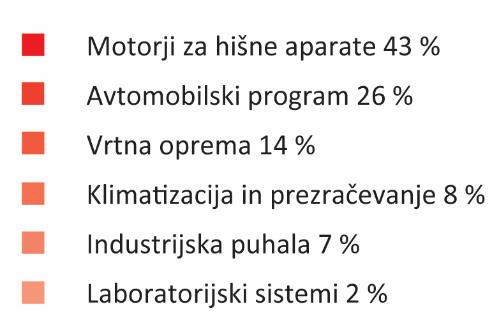 Motorji za hišne aparate 43 %
Avtomobilski program 26 %
Vrtna oprema 14 %
Klimatizacija in prezračevanje 8 %
Industrijska puhala 7 %
Laboratorijski sistemi 2 %